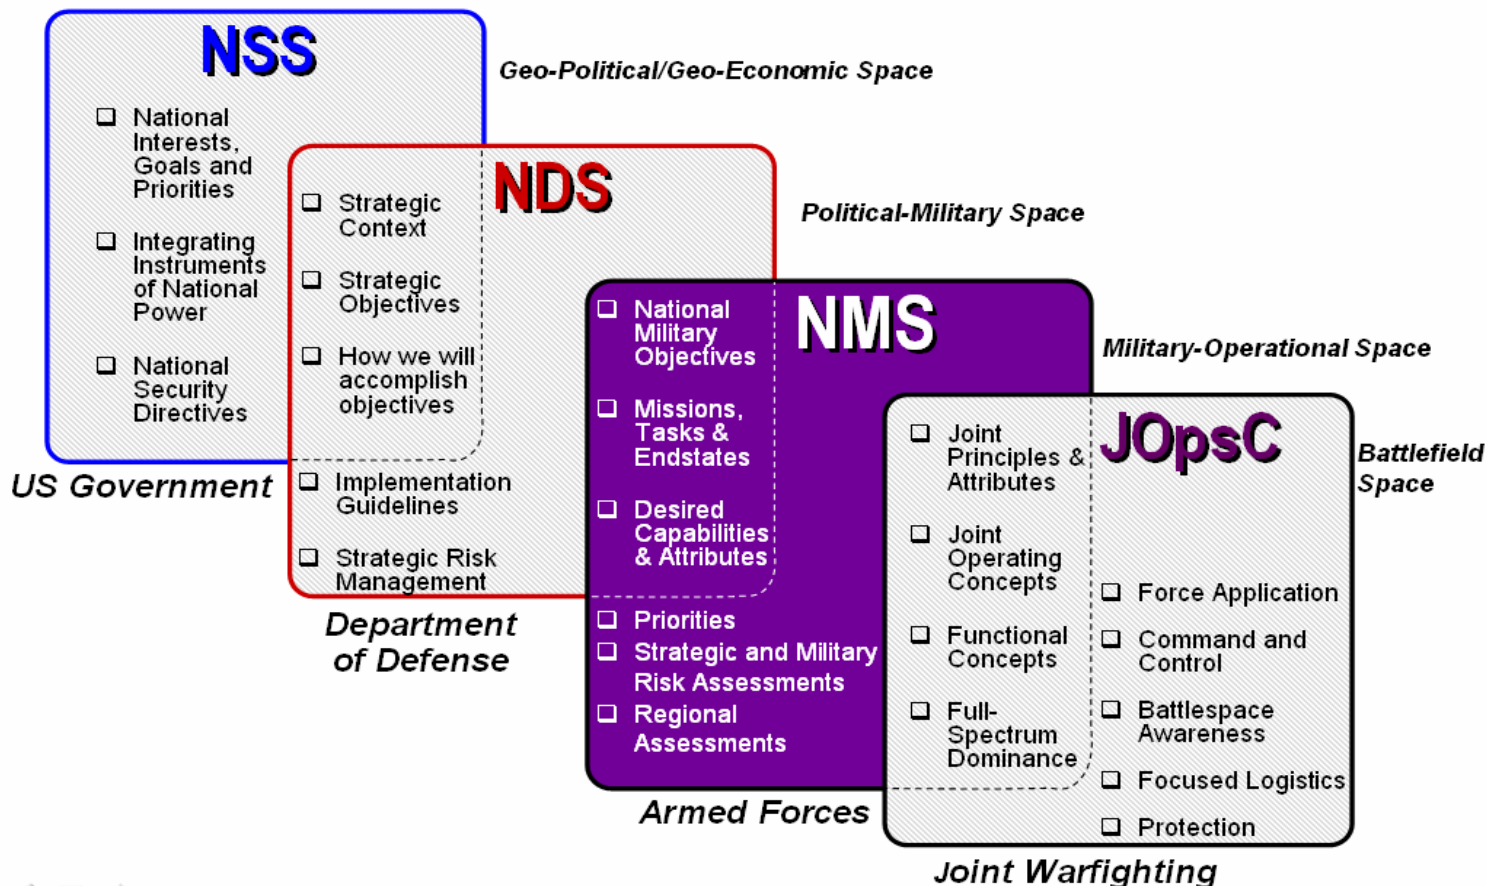 NSS
Geo-Political/Geo-Economic Space
National
Interests,
Goals and
Priorities
Integrating
Instruments
of National
Power
National
Security
Directives
US Government
NDS
Political-Military Space
Strategic
Context
Strategic
Objectives
How we will
accomplish
objectives
Implementation
Guidelines
Strategic Risk
Management
Department
of Defense
NMS
Military-Operational Space
National
Military
Objectives
Missions,
Tasks &
Endstates
Desired
Capabilities
& Attributes
Priorities
Strategic and Military
Risk Assessments
Regional
Assessments
Armed Forces
JOpsC
Battlefield
Space
Joint
Principles &
Attributes
Joint
Operating
Concepts
Functional
Concepts
Full-
Spectrum
Dominance
Force Application
Command and
Control
Battlespace
Awareness
Focused Logistics
Protection
Joint Warfighting